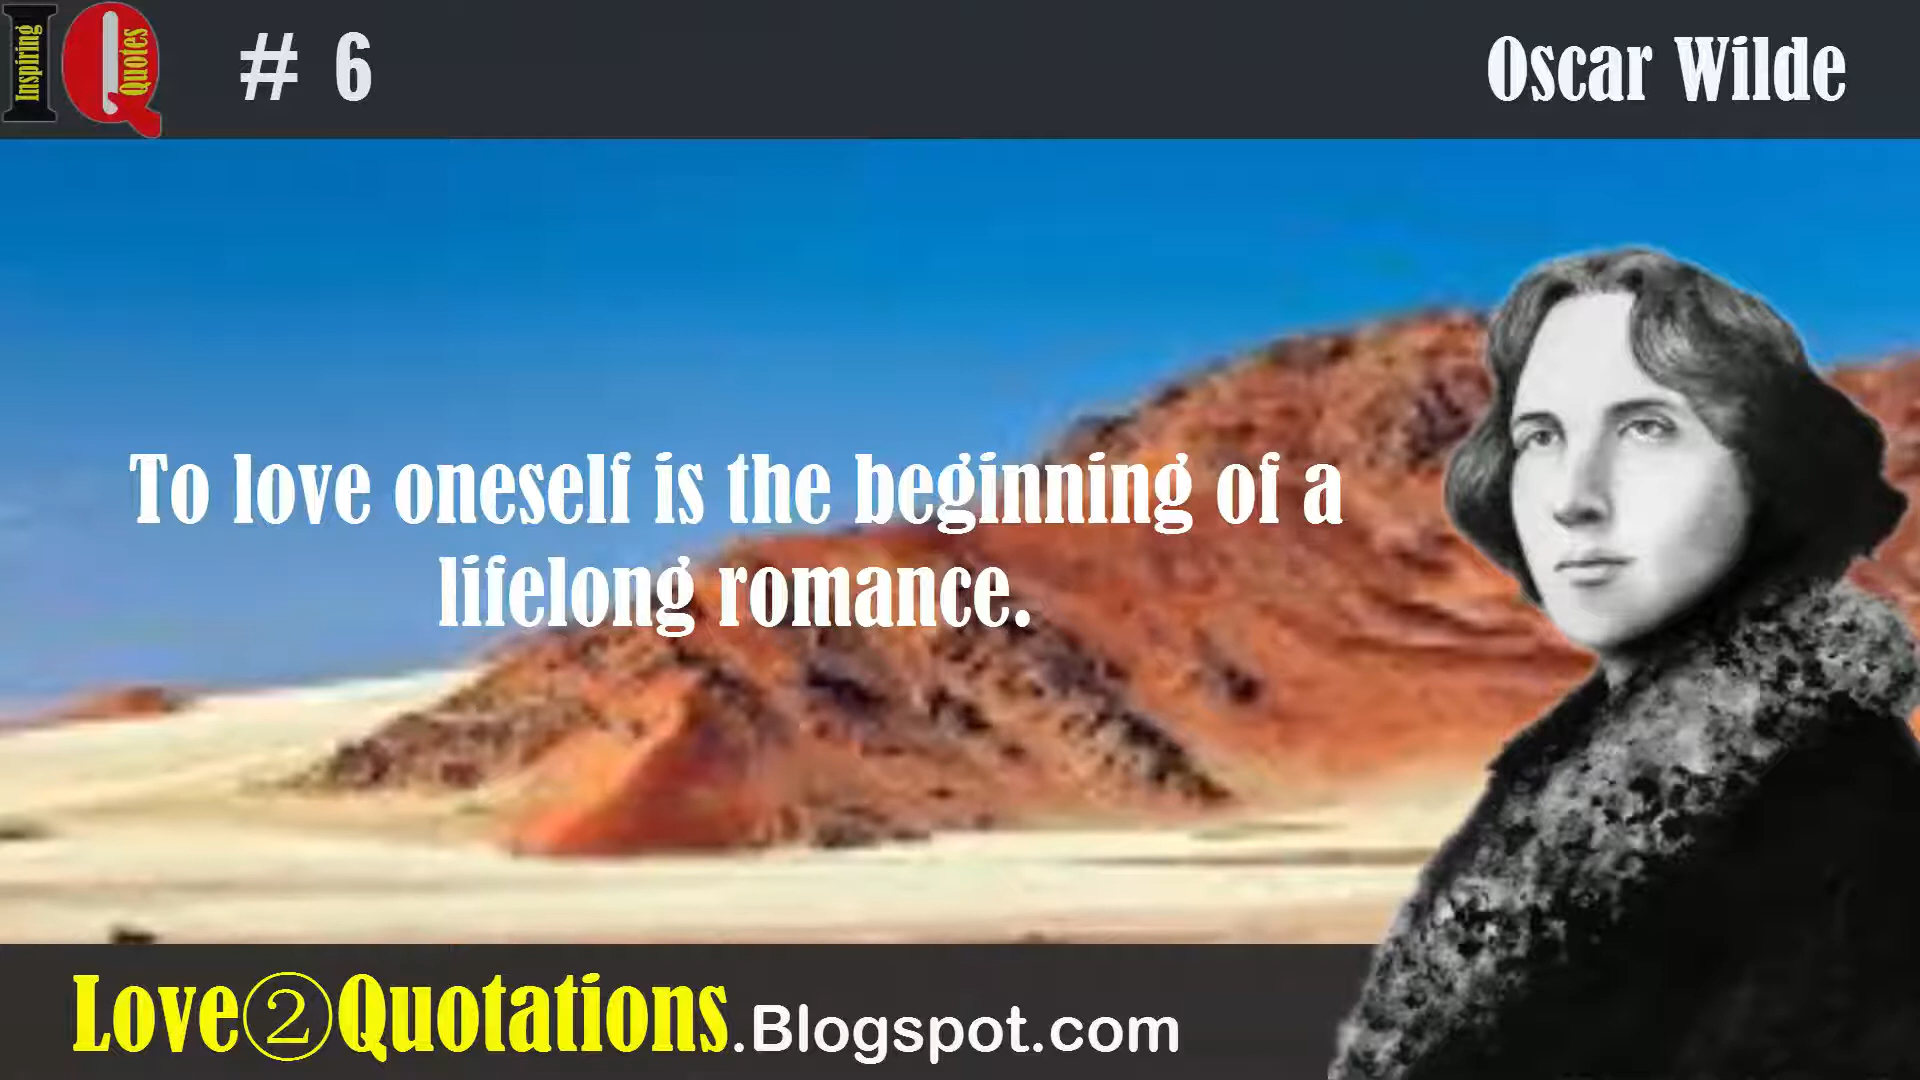 Inspiring
Quotes
# 6
Oscar Wilde
To love oneself is the beginning of a
lifelong romance.
Love②Quotations.Blogspot.com